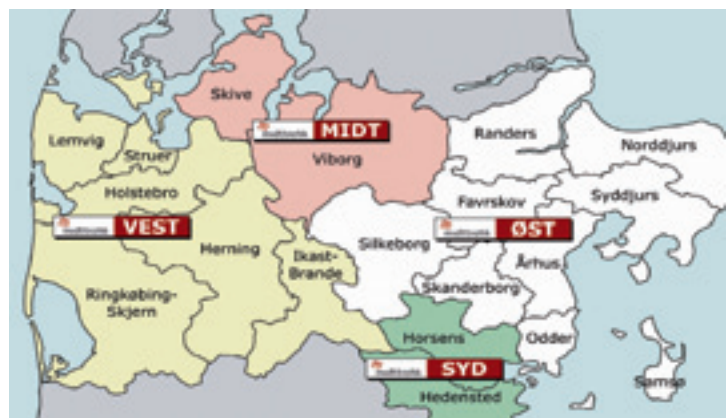 Skive
MIDT
Lemvig
Randers
Norddjurs
Struer
Viborg
Holstebro
Favrskov
Syddjurs
VEST
ØST
Silkeborg
Herning
Ikast-
Brande
Århus
Skanderborg
Ringkøbing-
Skjern
Horsens
Odder
SYD
Samsø
Hedensted